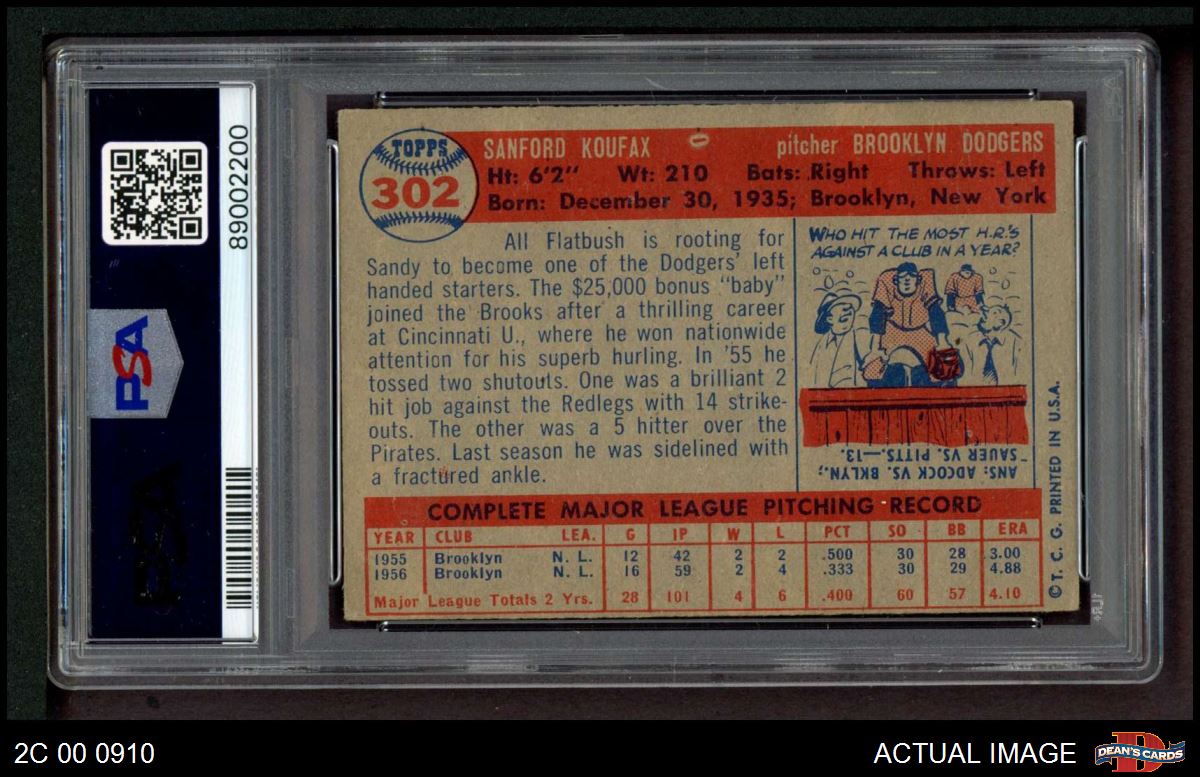 89002200
PSA
TOPPS
302
SANFORD KOUFAX
pitcher BROOKLYN DODGERS
Ht: 6'2" Wt: 210 Bats: Right Throws: Left
Born: December 30, 1935; Brooklyn, New York
All Flatbush is rooting for
Sandy to become one of the Dodgers' left
handed starters. The $25,000 bonus "baby"
joined the Brooks after a thrilling career
at Cincinnati U., where he won nationwide
attention for his superb hurling. In '55 he
tossed two shutouts. One was a brilliant 2
hit job against the Redlegs with 14 strike-
outs. The other was a 5 hitter over the
Pirates. Last season he was sidelined with
a fractured ankle.
WHO HIT THE MOST H.R.'S
AGAINST A CLUB IN A YEAR?
ANS: ADCOCK VS. BKLYN.;
SAUER VS. PITTS.—13.
COMPLETE MAJOR LEAGUE PITCHING RECORD
YEAR CLUB LEA. G IP W L PCT SO BB ERA
1955 Brooklyn N. L. 12 42 2 2 .500 30 28 3.00
1956 Brooklyn N. L. 16 59 2 4 .333 30 29 4.88
Major League Totals 2 Yrs. 28 101 4 6 .400 60 57 4.10
© T. C. G. PRINTED IN U.S.A.
2C 00 0910
ACTUAL IMAGE
DEAN'S CARDS